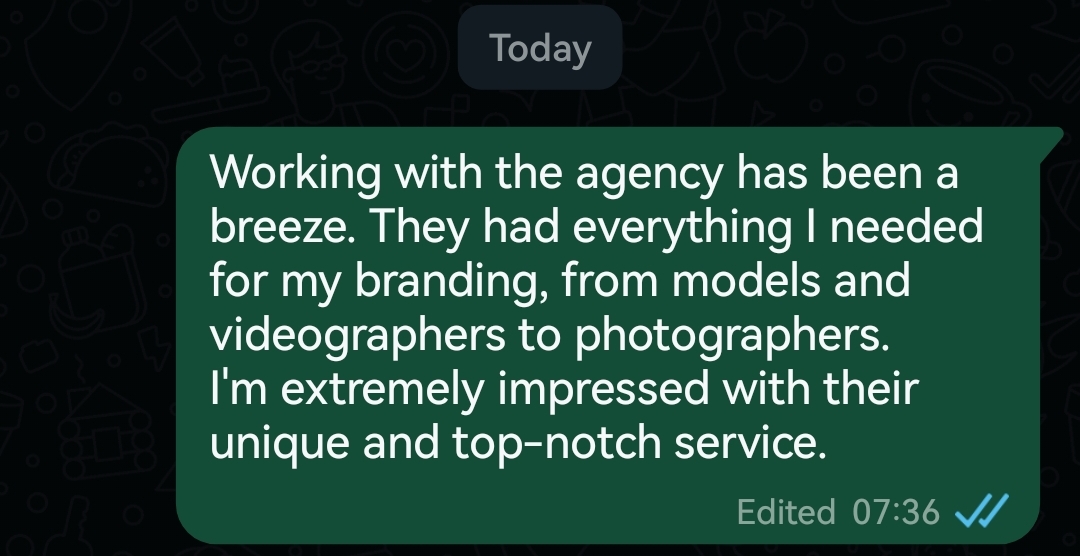 Today
Working with the agency has been a
breeze. They had everything I needed
for my branding, from models and
videographers to photographers.
I'm extremely impressed with their
unique and top-notch service.
Edited 07:36